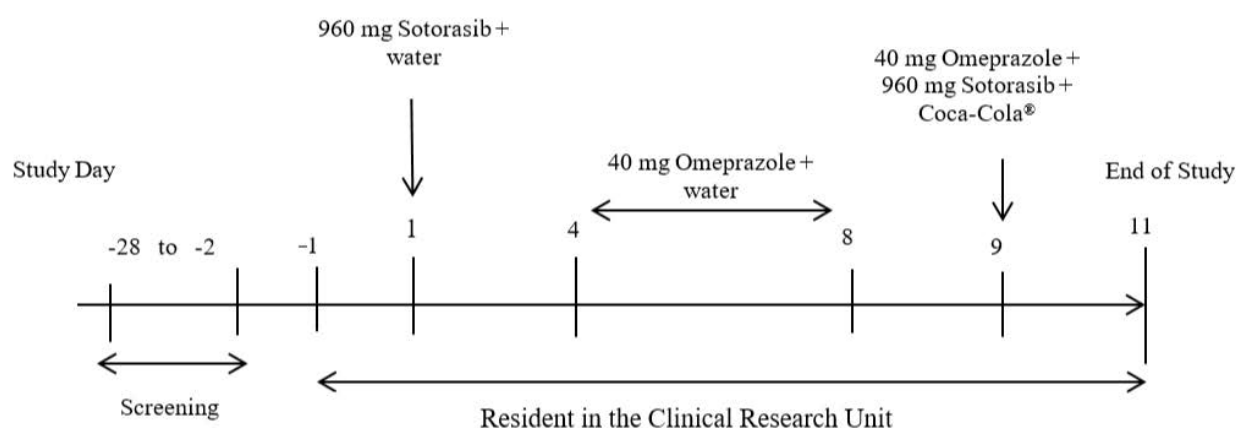 960 mg Sotorasib+
water
40 mg Omeprazole+
960 mg Sotorasib+
Coca-Cola®
Study Day
40 mg Omeprazole+
water
End of Study
-28 to -2
-1
1
4
8
9
11
Screening
Resident in the Clinical Research Unit